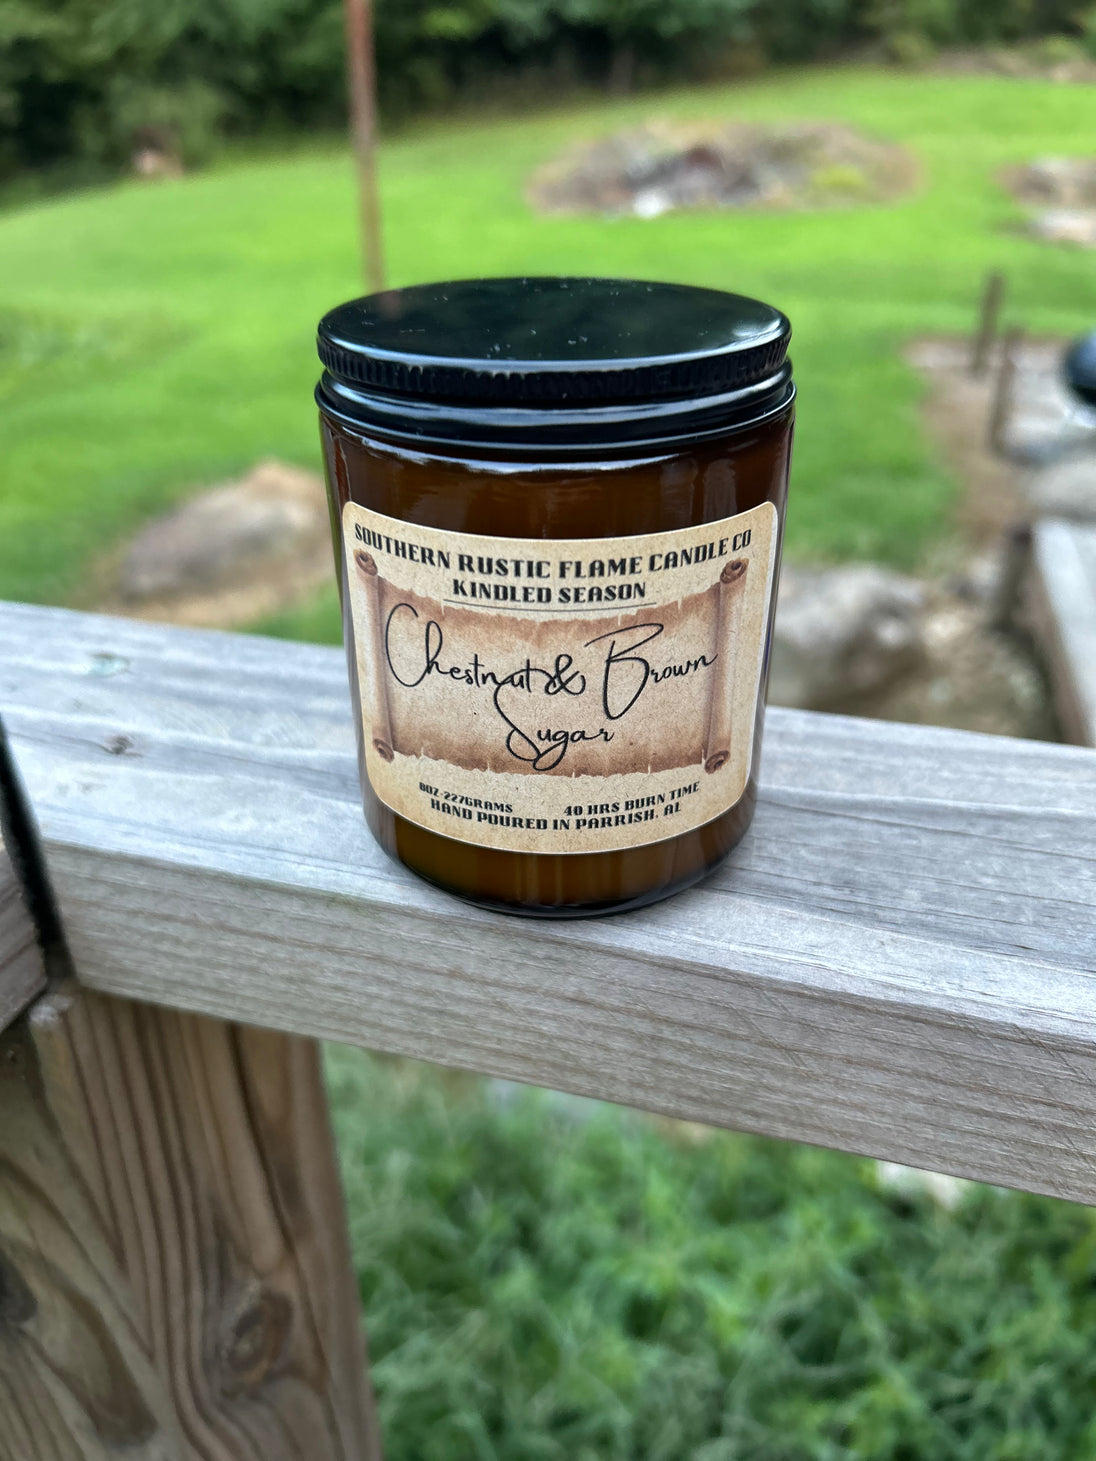 SOUTHERN RUSTIC FLAME CANDLE CO
KINDLED SEASON
Chestnut & Brown
Sugar
8OZ-227GRAMS 40 HRS BURN TIME
HAND POURED IN PARRISH, AL